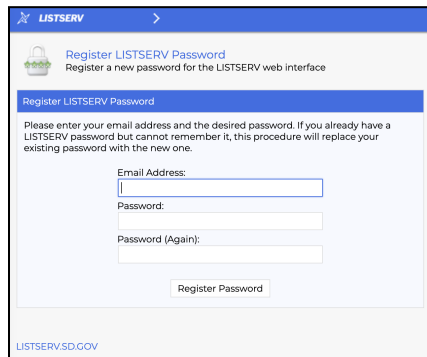 LISTSERV
Register LISTSERV Password
Register a new password for the LISTSERV web interface
Register LISTSERV Password
Please enter your email address and the desired password. If you already have a
LISTSERV password but cannot remember it, this procedure will replace your
existing password with the new one.
Email Address:
Password:
Password (Again):
Register Password
LISTSERV.SD.GOV